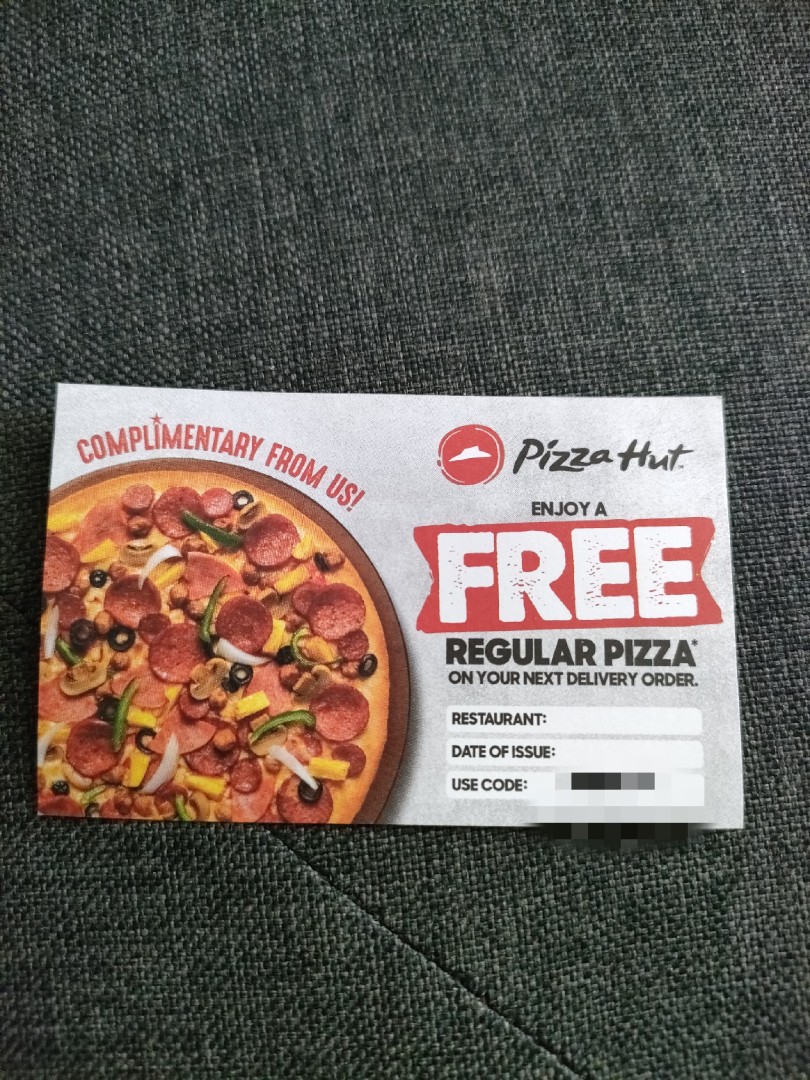 COMPLIMENTARY FROM US!
Pizza Hut
ENJOY A
FREE
REGULAR PIZZA*
ON YOUR NEXT DELIVERY ORDER.
RESTAURANT:
DATE OF ISSUE:
USE CODE: